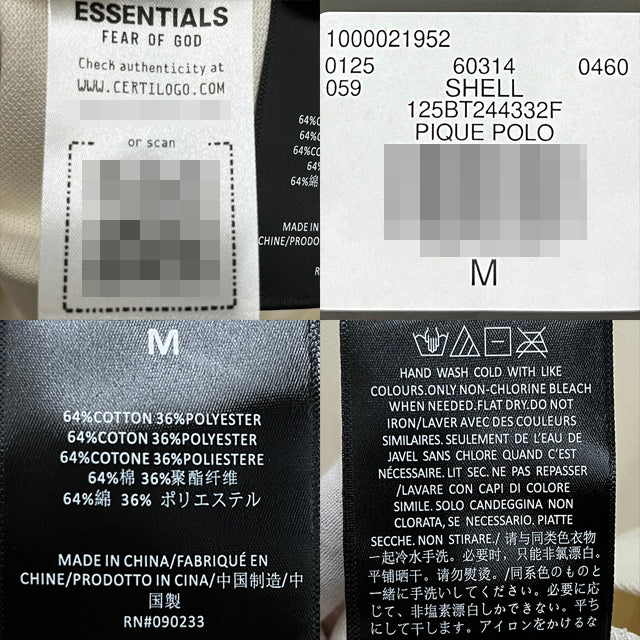 ESSENTIALS
FEAR OF GOD
Check authenticity at
WWW.CERTILOGO.COM
or scan
64%C
64%C
64%C
64%
64%綿
MADE IN
CHINE/PRODO
RN
1000021952
0125 60314 0460
059 SHELL
125BT244332F
PIQUE POLO
M
M
64%COTTON 36%POLYESTER
64%COTON 36%POLYESTER
64%COTONE 36%POLIESTERE
64%棉 36%聚酯纤维
64%綿 36% ポリエステル
MADE IN CHINA/FABRIQUÉ EN
CHINE/PRODOTTO IN CINA/中国制造/中
国製
RN#090233
HAND WASH COLD WITH LIKE
COLOURS.ONLY NON-CHLORINE BLEACH
WHEN NEEDED.FLAT DRY.DO NOT
IRON/LAVER AVEC DES COULEURS
SIMILAIRES. SEULEMENT DE L'EAU DE
JAVEL SANS CHLORE QUAND C'EST
NÉCESSAIRE. LIT SEC. NE PAS REPASSER
/LAVARE CON CAPI DI COLORE
SIMILE. SOLO CANDEGGINA NON
CLORATA, SE NECESSARIO. PIATTE
SECCHE. NON STIRARE./ 请与同类色衣物
一起冷水手洗。必要时，只能非氯漂白。
平铺晒干。请勿熨烫。/同系色のものと
一緒に手洗いしてください。必要に応
じて、非塩素漂白しかできない。平ち
にして干します。アイロンをかけるな